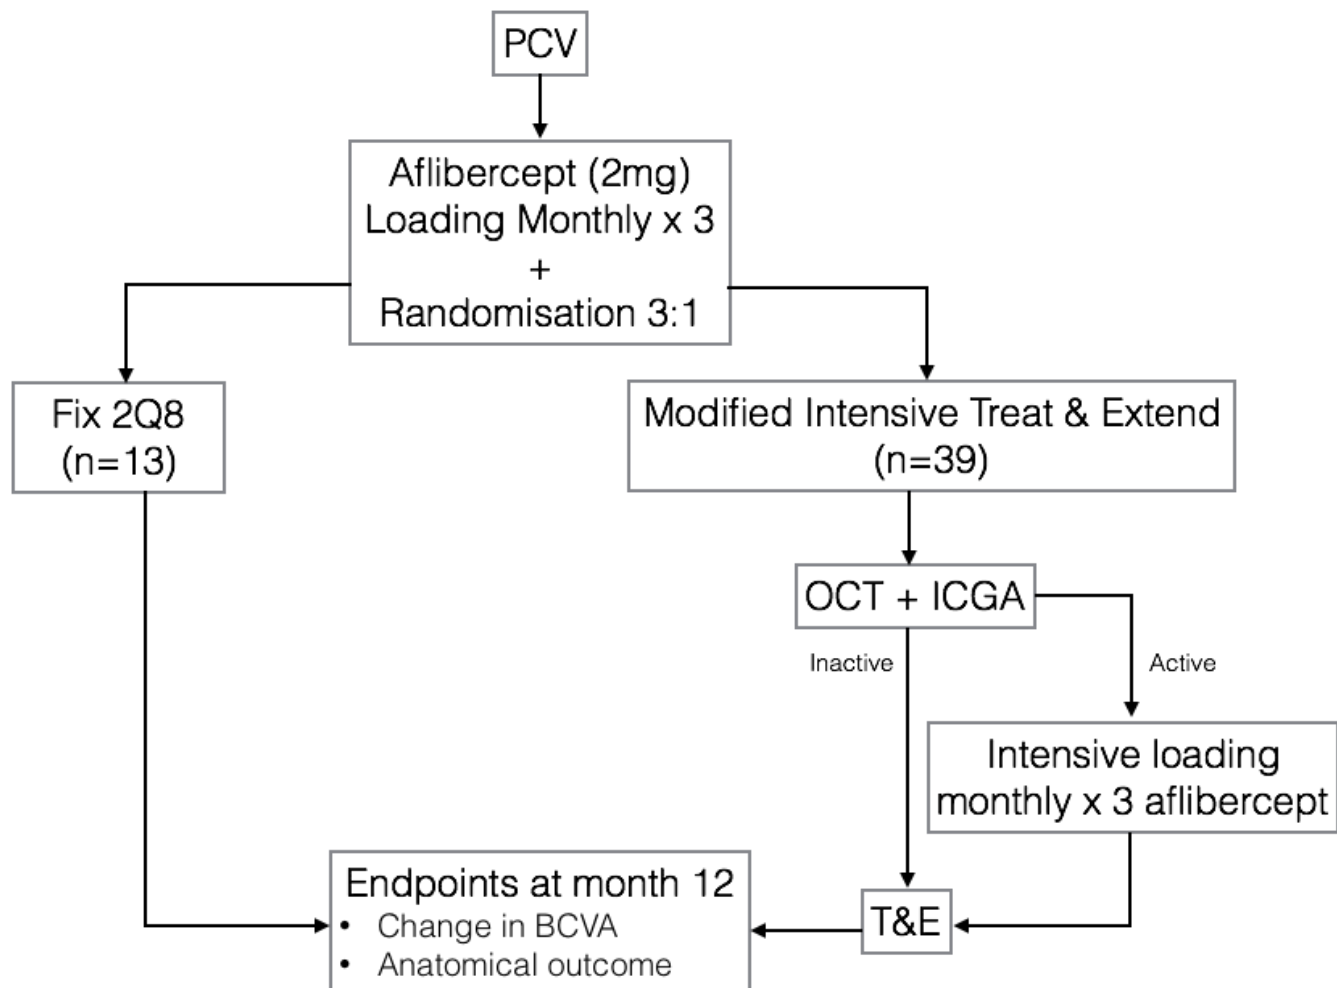 PCV
Aflibercept (2mg)
Loading Monthly x 3
+
Randomisation 3:1
Fix 2Q8
(n=13)
Modified Intensive Treat & Extend
(n=39)
OCT + ICGA
Inactive
Active
Intensive loading
monthly x 3 aflibercept
Endpoints at month 12
• Change in BCVA
• Anatomical outcome
T&E